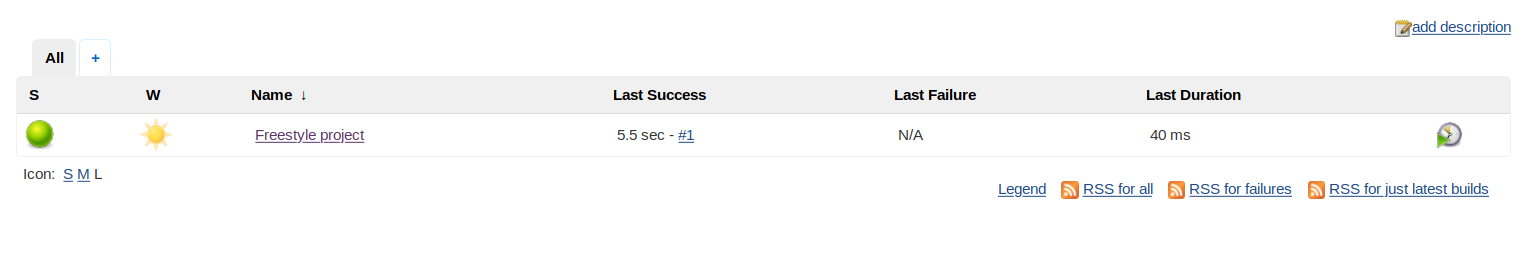 add description
All +
S W Name ↓ Last Success Last Failure Last Duration
Freestyle project 5.5 sec - #1 N/A 40 ms
Icon: S M L
Legend RSS for all RSS for failures RSS for just latest builds